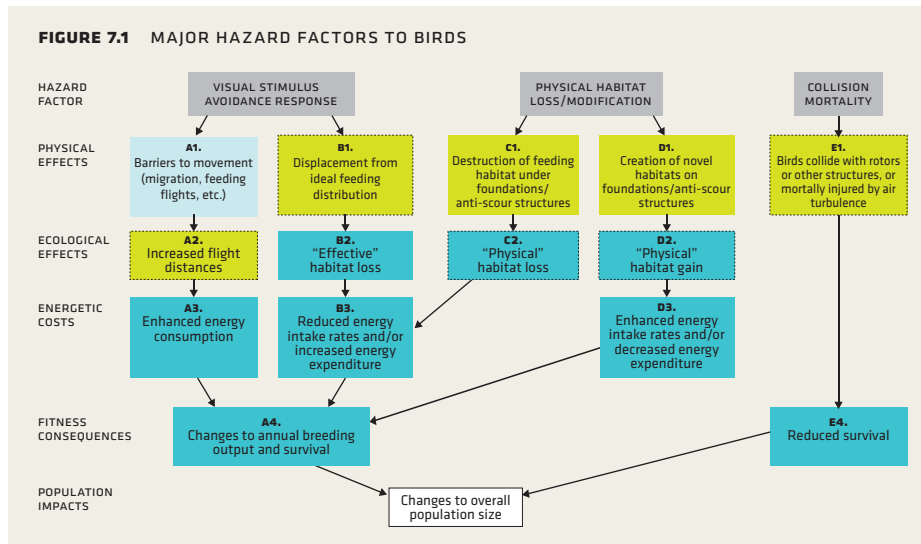 FIGURE 7.1 MAJOR HAZARD FACTORS TO BIRDS
HAZARD
FACTOR
VISUAL STIMULUS
AVOIDANCE RESPONSE
PHYSICAL HABITAT
LOSS/MODIFICATION
COLLISION
MORTALITY
PHYSICAL
EFFECTS
A1.
Barriers to movement
(migration, feeding
flights, etc.)
B1.
Displacement from
ideal feeding
distribution
C1.
Destruction of feeding
habitat under
foundations/
anti-scour structures
D1.
Creation of novel
habitats on
foundations/anti-scour
structures
E1.
Birds collide with rotors
or other structures, or
mortally injured by air
turbulence
ECOLOGICAL
EFFECTS
A2.
Increased flight
distances
B2.
“Effective”
habitat loss
C2.
“Physical”
habitat loss
D2.
“Physical”
habitat gain
ENERGETIC
COSTS
A3.
Enhanced energy
consumption
B3.
Reduced energy
intake rates and/or
increased energy
expenditure
D3.
Enhanced energy
intake rates and/or
decreased energy
expenditure
FITNESS
CONSEQUENCES
A4.
Changes to annual breeding
output and survival
E4.
Reduced survival
POPULATION
IMPACTS
Changes to overall
population size